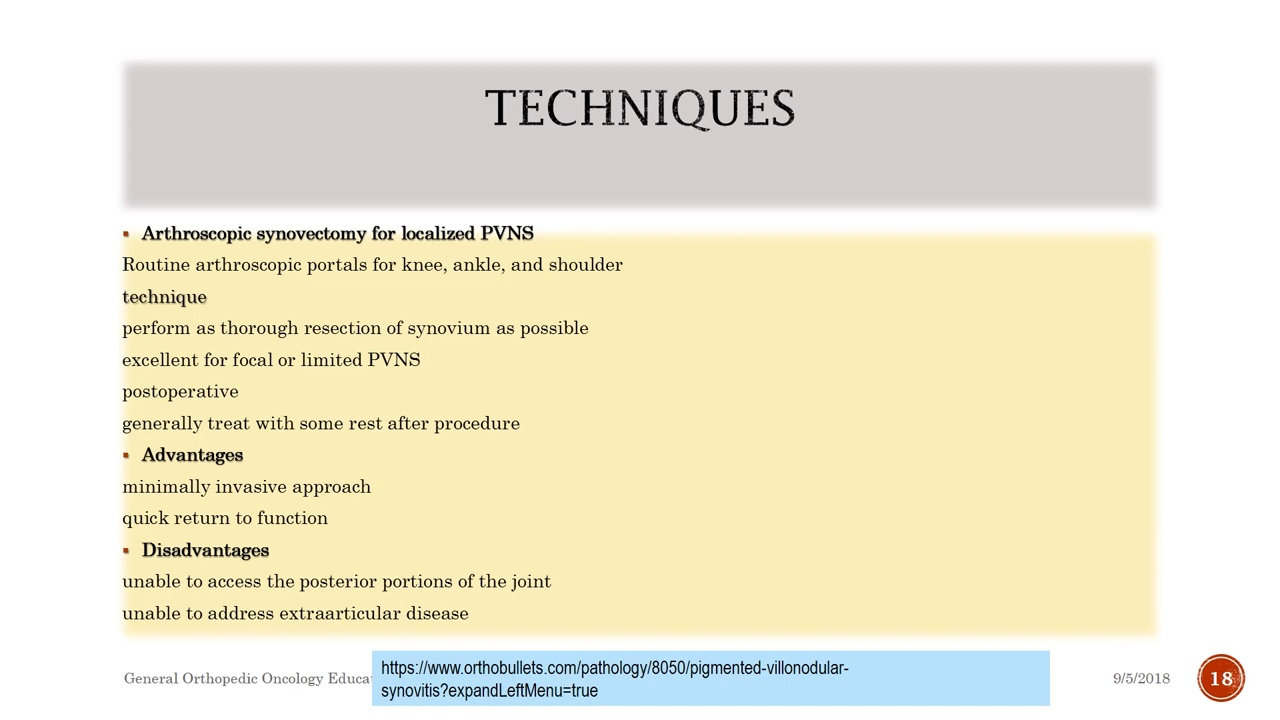 TECHNIQUES
Arthroscopic synovectomy for localized PVNS
Routine arthroscopic portals for knee, ankle, and shoulder
technique
perform as thorough resection of synovium as possible
excellent for focal or limited PVNS
postoperative
generally treat with some rest after procedure
Advantages
minimally invasive approach
quick return to function
Disadvantages
unable to access the posterior portions of the joint
unable to address extraarticular disease
General Orthopedic Oncology
https://www.orthobullets.com/pathology/8050/pigmented-villonodular-
synovitis?expandLeftMenu=true
9/5/2018
18